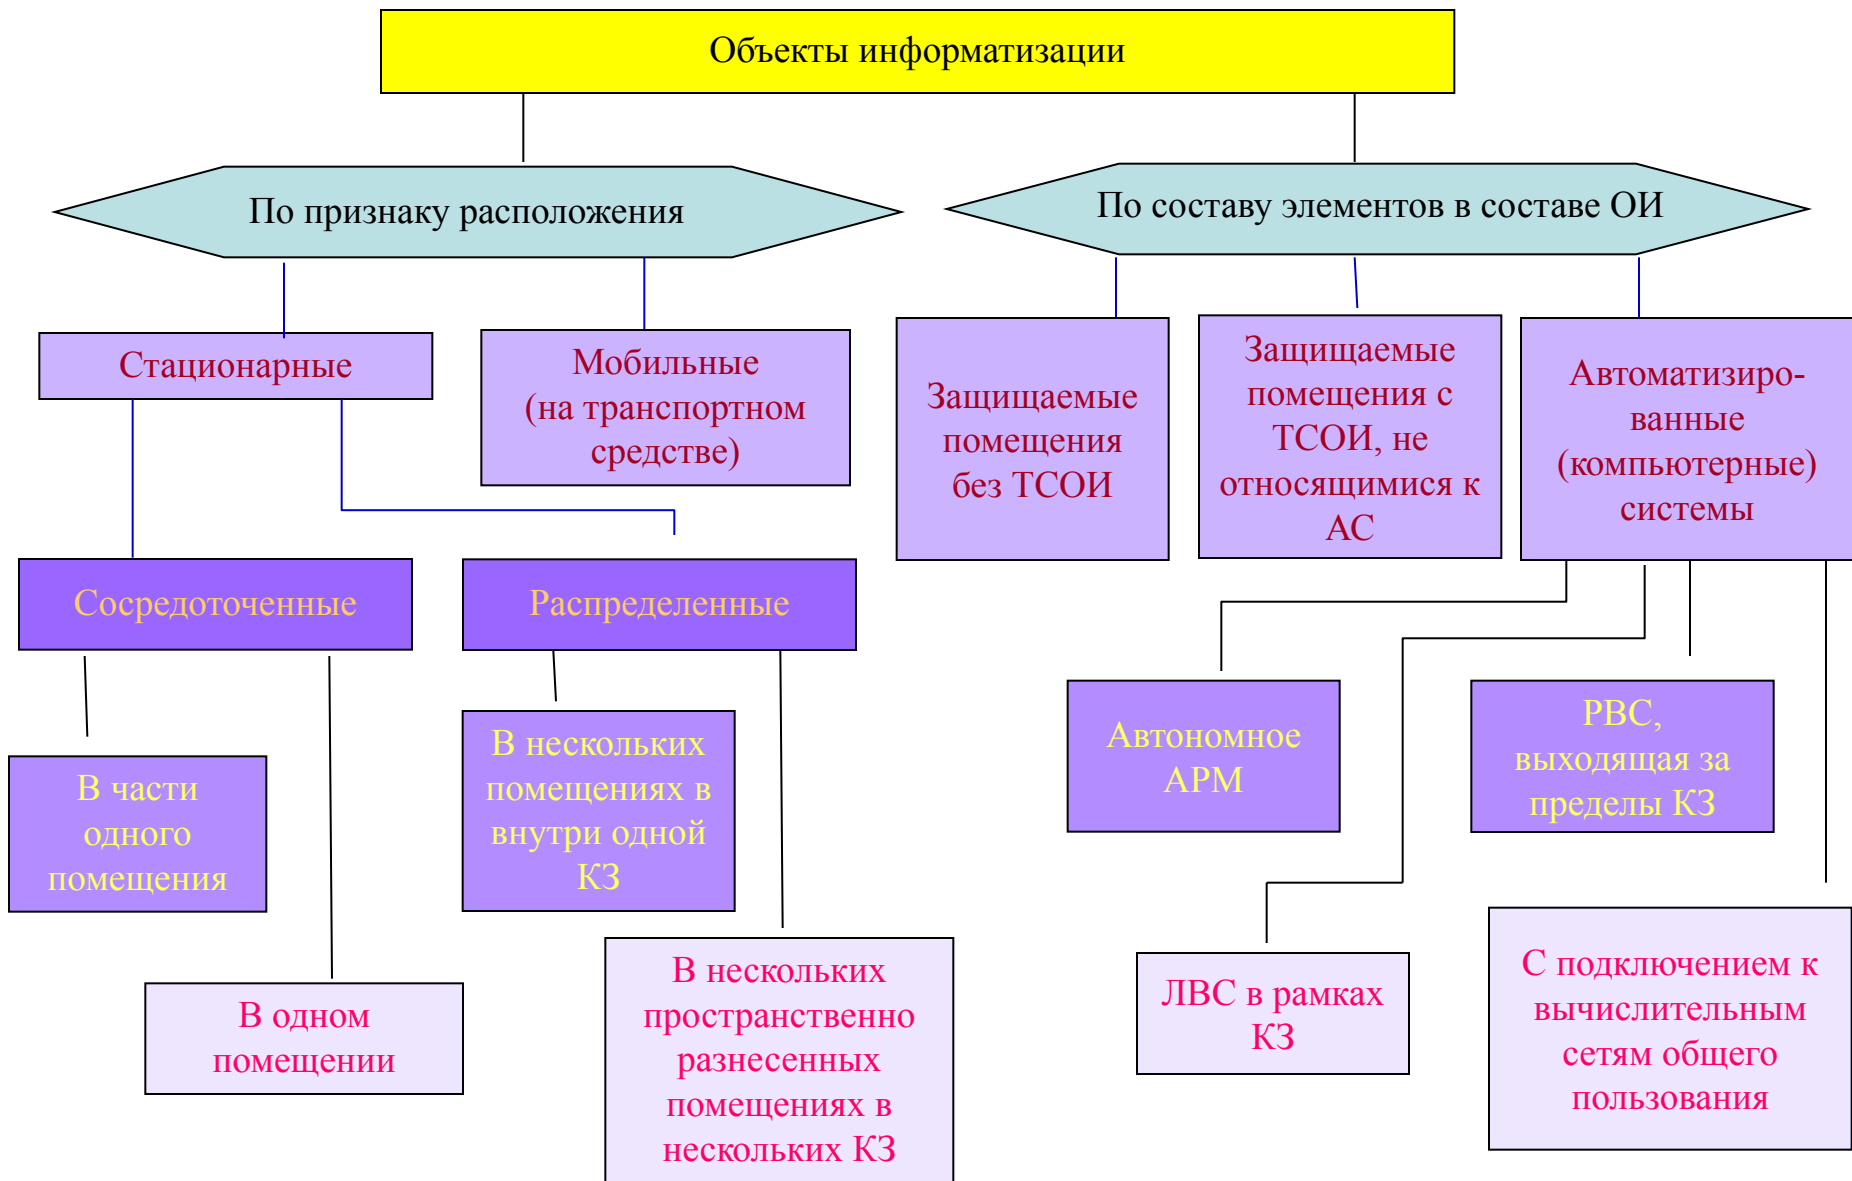 Объекты информатизации
По признаку расположения
По составу элементов в составе ОИ
Стационарные
Мобильные
(на транспортном
средстве)
Защищаемые
помещения
без ТСОИ
Защищаемые
помещения с
ТСОИ, не
относящимися к
АС
Автоматизиро-
ванные
(компьютерные)
системы
Сосредоточенные
Распределенные
В части
одного
помещения
В одном
помещении
В нескольких
помещениях в
внутри одной
КЗ
В нескольких
пространственно
разнесенных
помещениях в
нескольких КЗ
Автономное
АРМ
ЛВС в рамках
КЗ
РВС,
выходящая за
пределы КЗ
С подключением к
вычислительным
сетям общего
пользования